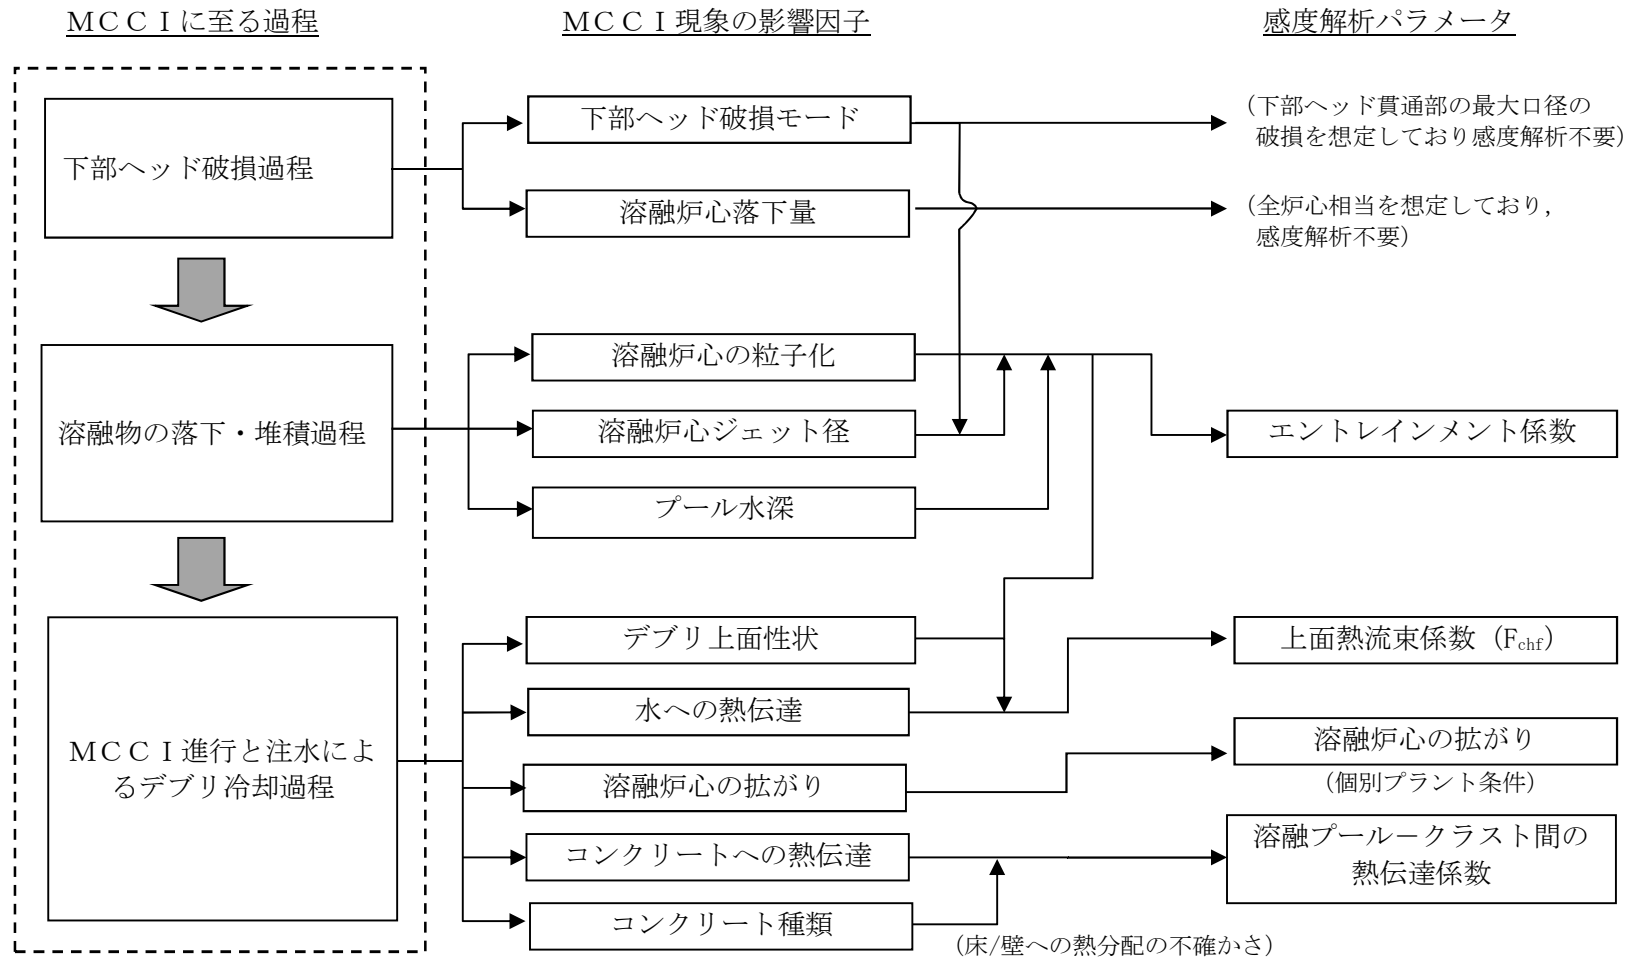 ＭＣＣＩに至る過程
ＭＣＣＩ現象の影響因子
感度解析パラメータ
下部ヘッド破損過程
下部ヘッド破損モード
（下部ヘッド貫通部の最大口径の
破損を想定しており感度解析不要）
溶融炉心落下量
（全炉心相当を想定しており，
感度解析不要）
溶融物の落下・堆積過程
溶融炉心の粒子化
溶融炉心ジェット径
プール水深
エントレインメント係数
ＭＣＣＩ進行と注水によ
るデブリ冷却過程
デブリ上面性状
水への熱伝達
溶融炉心の拡がり
コンクリートへの熱伝達
コンクリート種類
上面熱流束係数（Fchf）
溶融炉心の拡がり
（個別プラント条件）
溶融プール－クラスト間の
熱伝達係数
（床/壁への熱分配の不確かさ）